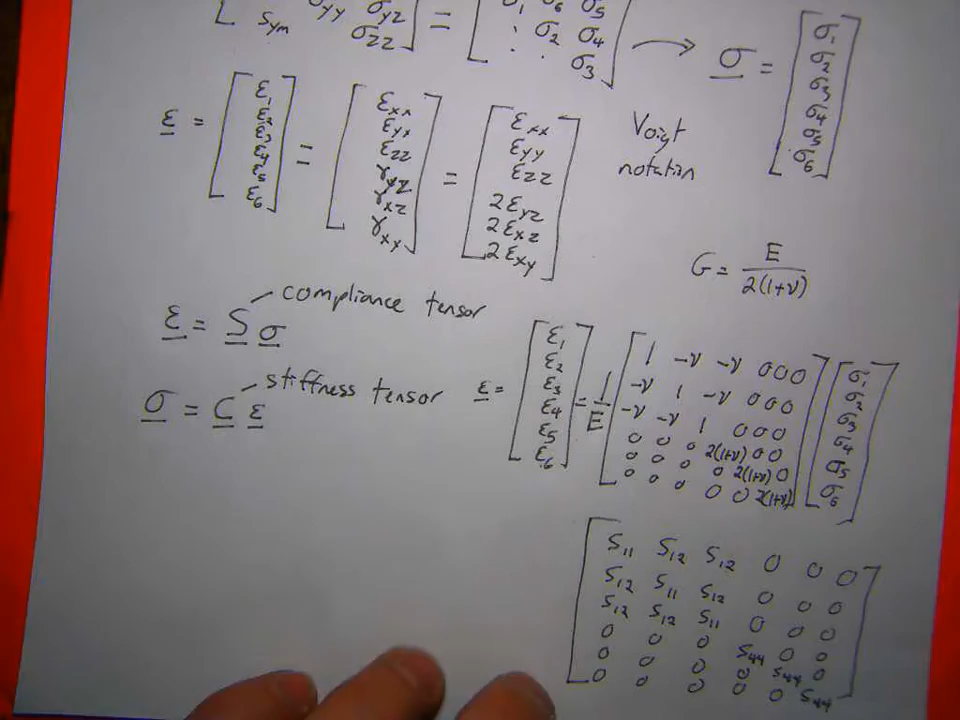 σyy σyz = σ1 σ6 σ5
sym σzz : σ2 σ4
. . σ3
σ = [σ1 σ2 σ3 σ4 σ5 σ6]
ε = [ε1 ε2 ε3 ε4 ε5 ε6] = [εxx εyx εzz γyz γxz γxy] = [εxx εyy εzz 2εyz 2εxz 2εxy]
Voigt
notation
G = E / 2(1+ν)
ε = S σ
compliance tensor
σ = C ε
stiffness tensor
ε = [ε1 ε2 ε3 ε4 ε5 ε6] = 1/E
1 -ν -ν 0 0 0
-ν 1 -ν 0 0 0
-ν -ν 1 0 0 0
0 0 0 2(1+ν) 0 0
0 0 0 0 2(1+ν) 0
0 0 0 0 0 2(1+ν)
[σ1 σ2 σ3 σ4 σ5 σ6]
S11 S12 S12 0 0 0
S12 S11 S12 0 0 0
S12 S12 S11 0 0 0
0 0 0 S44 0 0
0 0 0 0 S44 0
0 0 0 0 0 S44